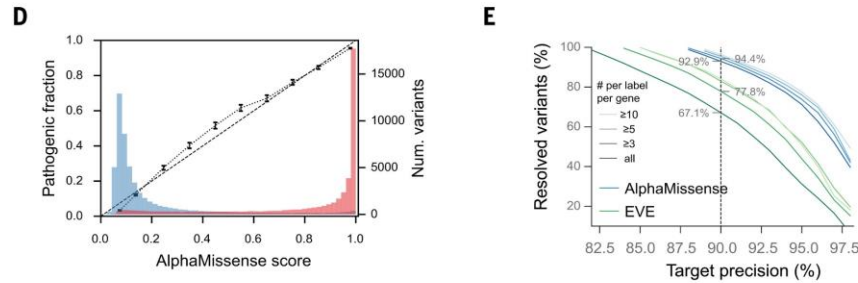 D
E
Pathogenic fraction
1.0
0.8
0.6
0.4
0.2
0.0
0.0 0.2 0.4 0.6 0.8 1.0
AlphaMissense score
15000
10000
5000
0
Num. variants
Resolved variants (%)
100
80
60
40
20
92.9%
94.4%
77.8%
67.1%
# per label
per gene
≥10
≥5
≥3
all
AlphaMissense
EVE
82.5 85.0 87.5 90.0 92.5 95.0 97.5
Target precision (%)